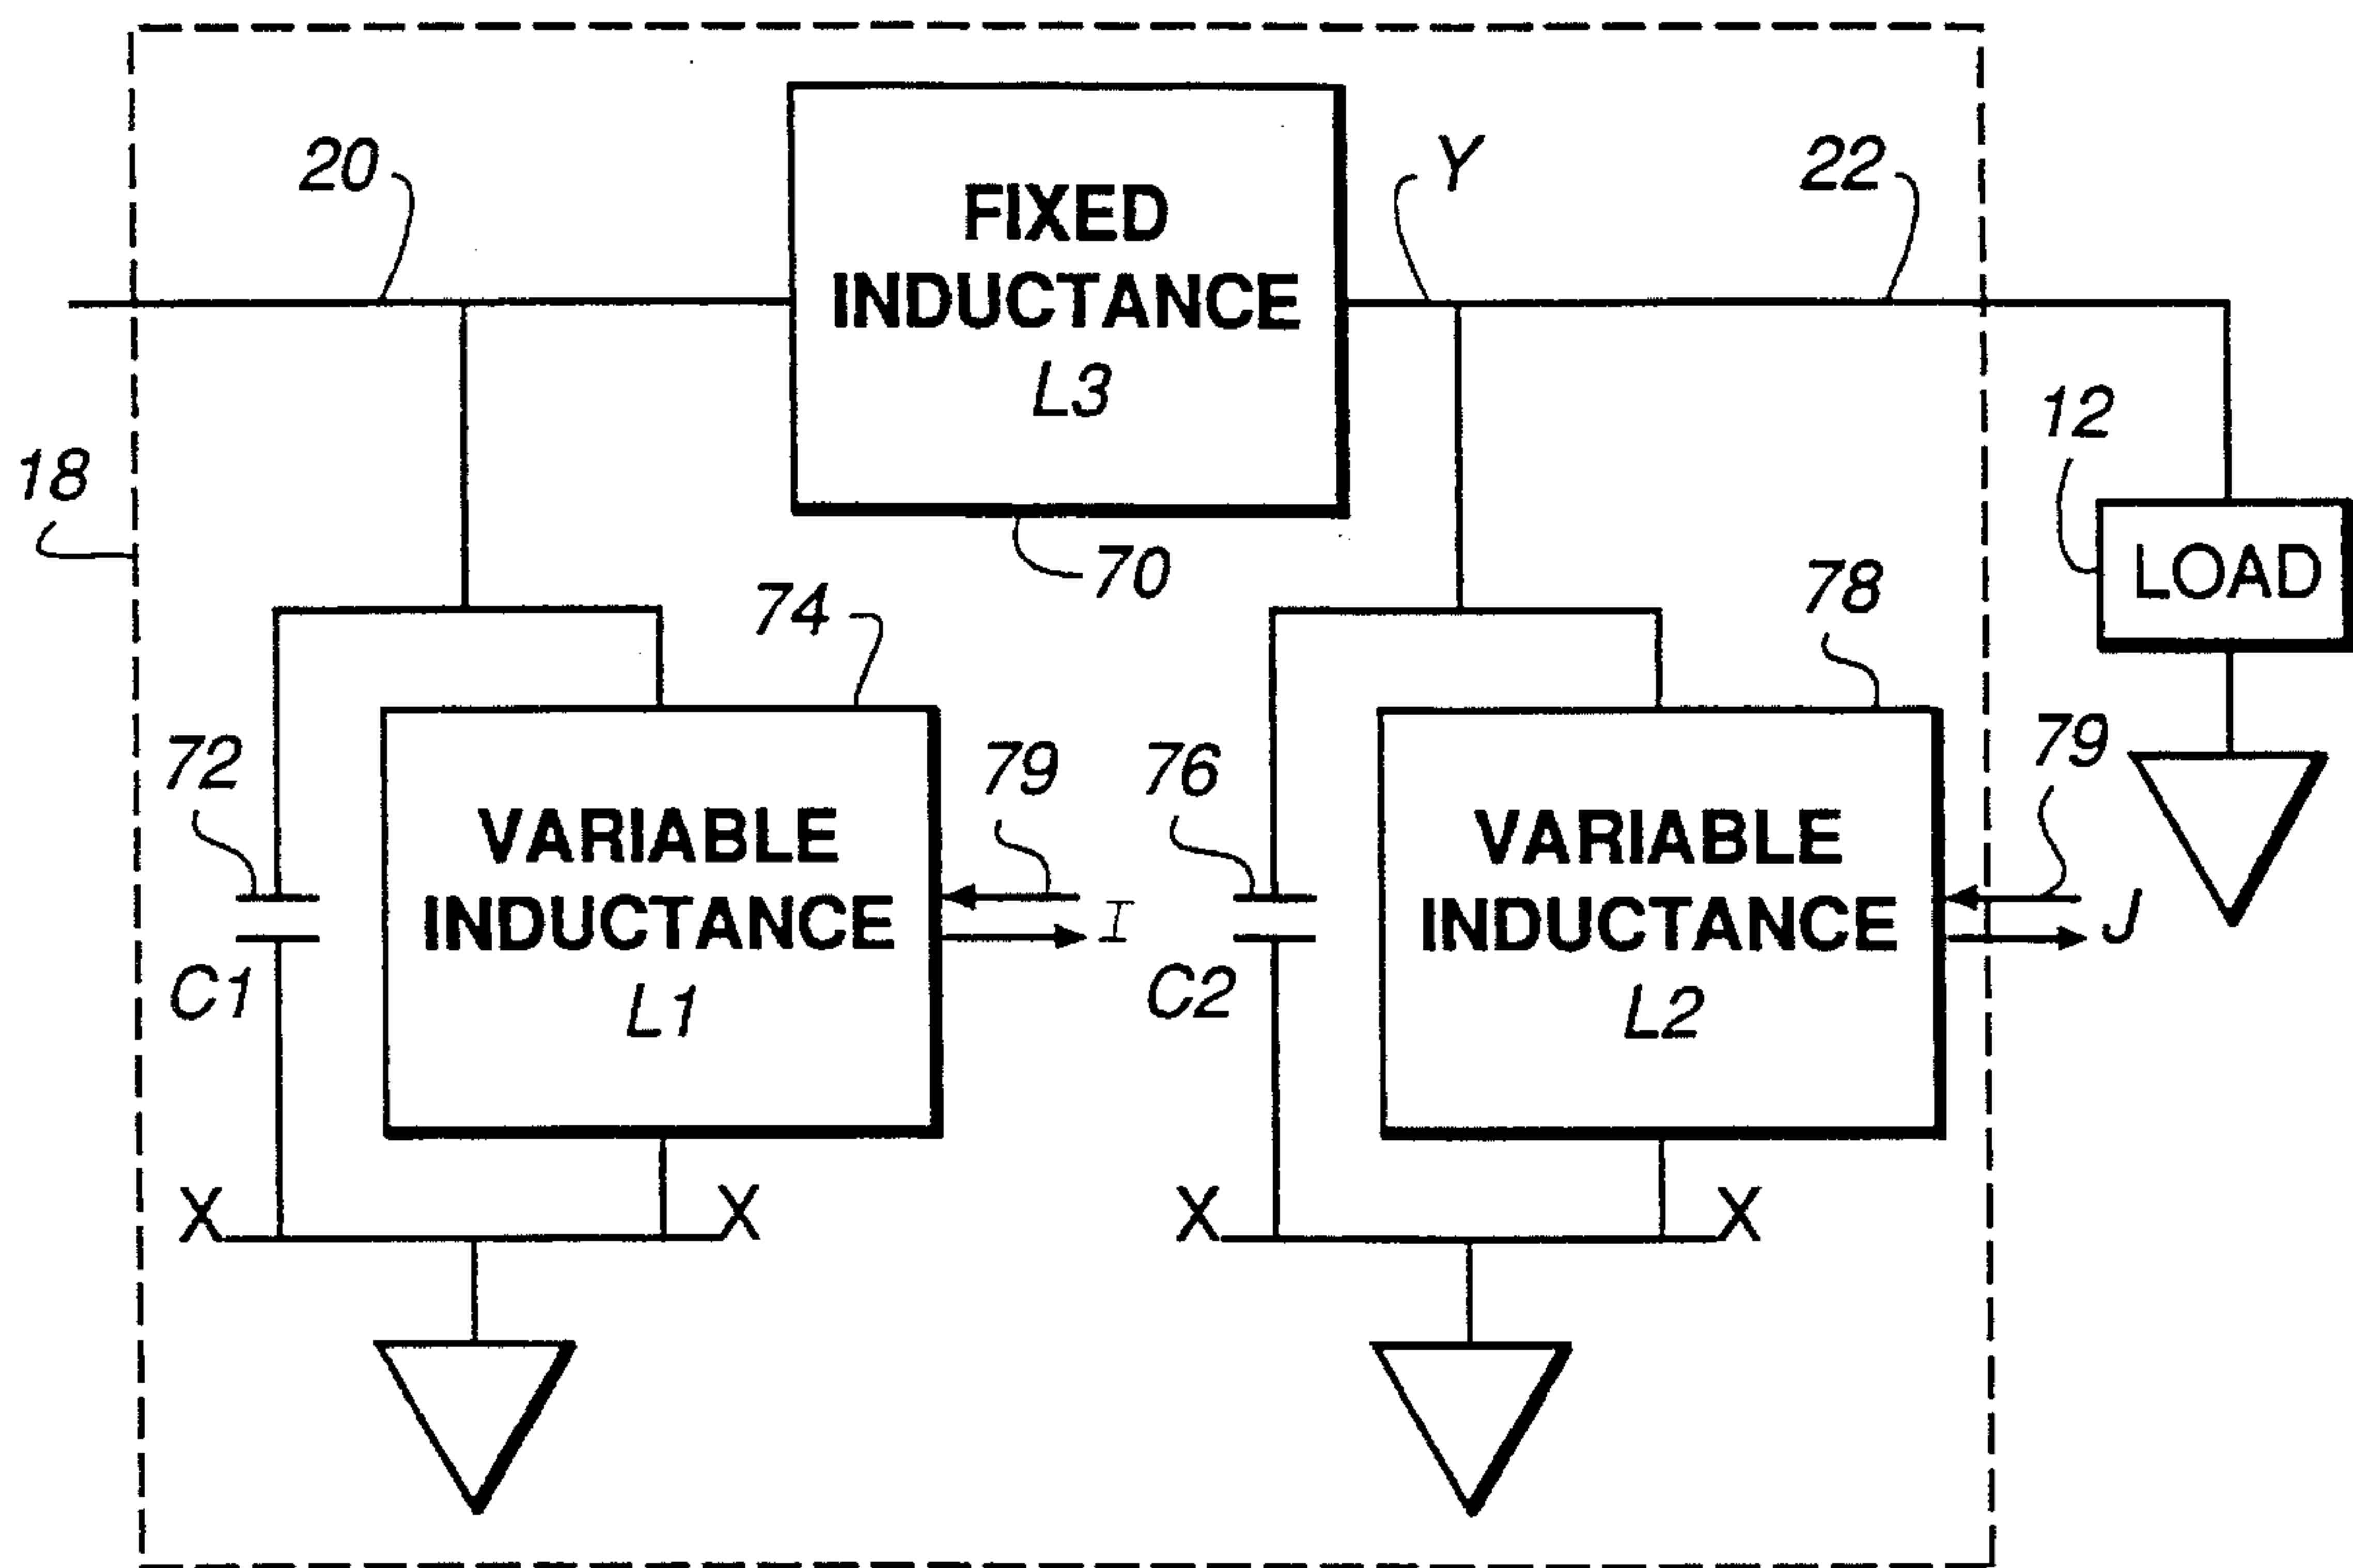 20
FIXED
INDUCTANCE
L3
Y
22
12
18
70
LOAD
74
78
72
79
76
79
VARIABLE
INDUCTANCE
L1
I
VARIABLE
INDUCTANCE
L2
J
C1
C2
X
X
X
X